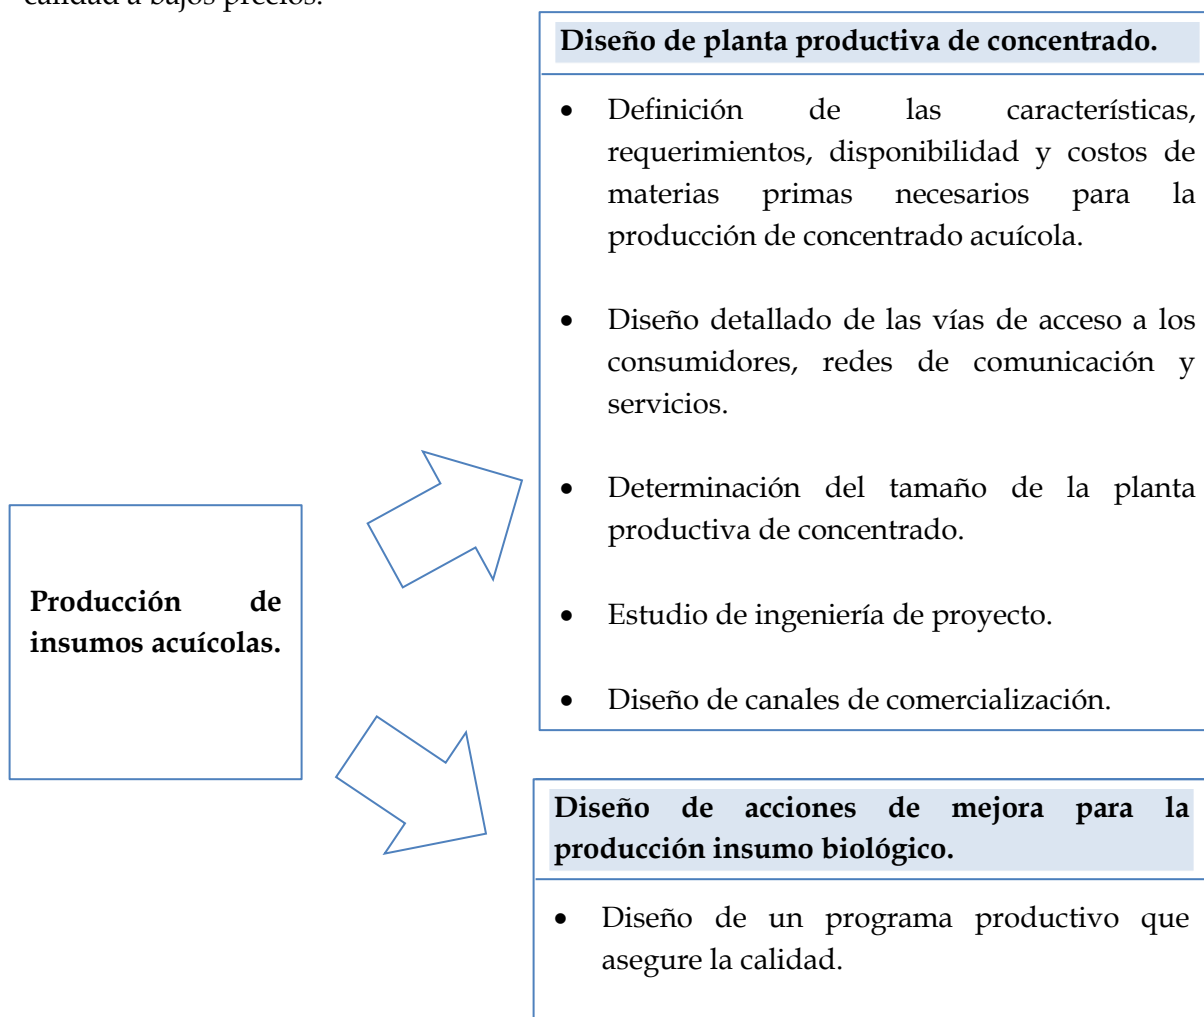 calidad a bajos precios.
Diseño de planta productiva de concentrado.
• Definición de las características,
requerimientos, disponibilidad y costos de
materias primas necesarios para la
producción de concentrado acuícola.
• Diseño detallado de las vías de acceso a los
consumidores, redes de comunicación y
servicios.
• Determinación del tamaño de la planta
productiva de concentrado.
• Estudio de ingeniería de proyecto.
• Diseño de canales de comercialización.
Producción de
insumos acuícolas.
Diseño de acciones de mejora para la
producción insumo biológico.
• Diseño de un programa productivo que
asegure la calidad.